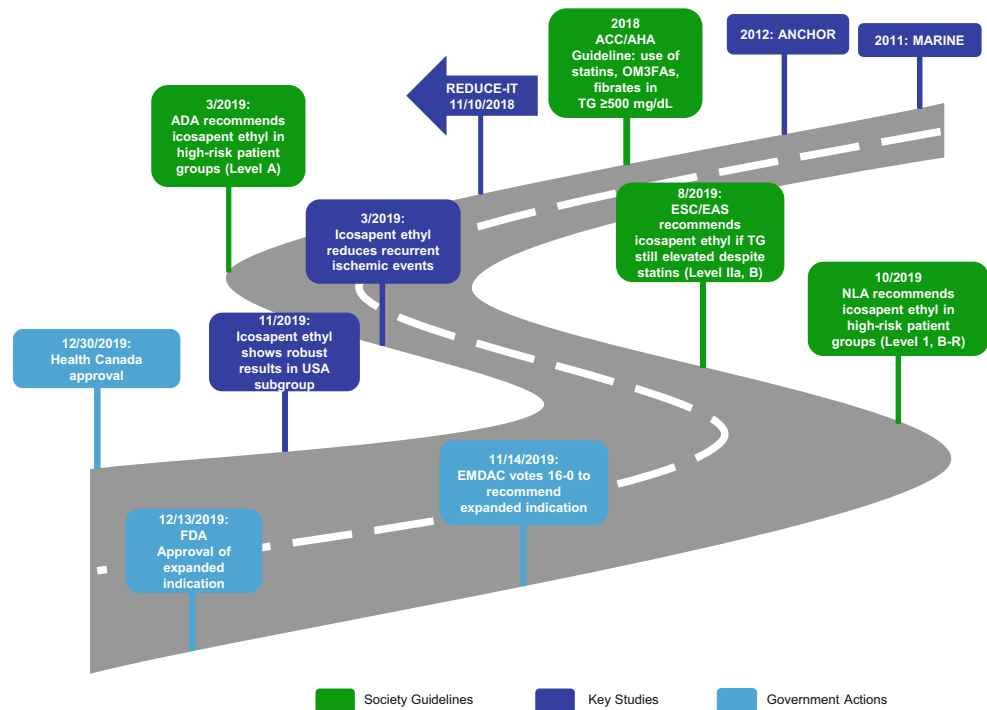 2018
ACC/AHA
Guideline: use of
statins, OM3FAs,
fibrates in
TG ≥500 mg/dL
2012: ANCHOR
2011: MARINE
REDUCE-IT
11/10/2018
3/2019:
ADA recommends
icosapent ethyl in
high-risk patient
groups (Level A)
3/2019:
Icosapent ethyl
reduces recurrent
ischemic events
8/2019:
ESC/EAS
recommends
icosapent ethyl if TG
still elevated despite
statins (Level IIa, B)
10/2019
NLA recommends
icosapent ethyl in
high-risk patient
groups (Level 1, B-R)
12/30/2019:
Health Canada
approval
11/2019:
Icosapent ethyl
shows robust
results in USA
subgroup
11/14/2019:
EMDAC votes 16-0 to
recommend
expanded indication
12/13/2019:
FDA
Approval of
expanded
indication
Society Guidelines
Key Studies
Government Actions